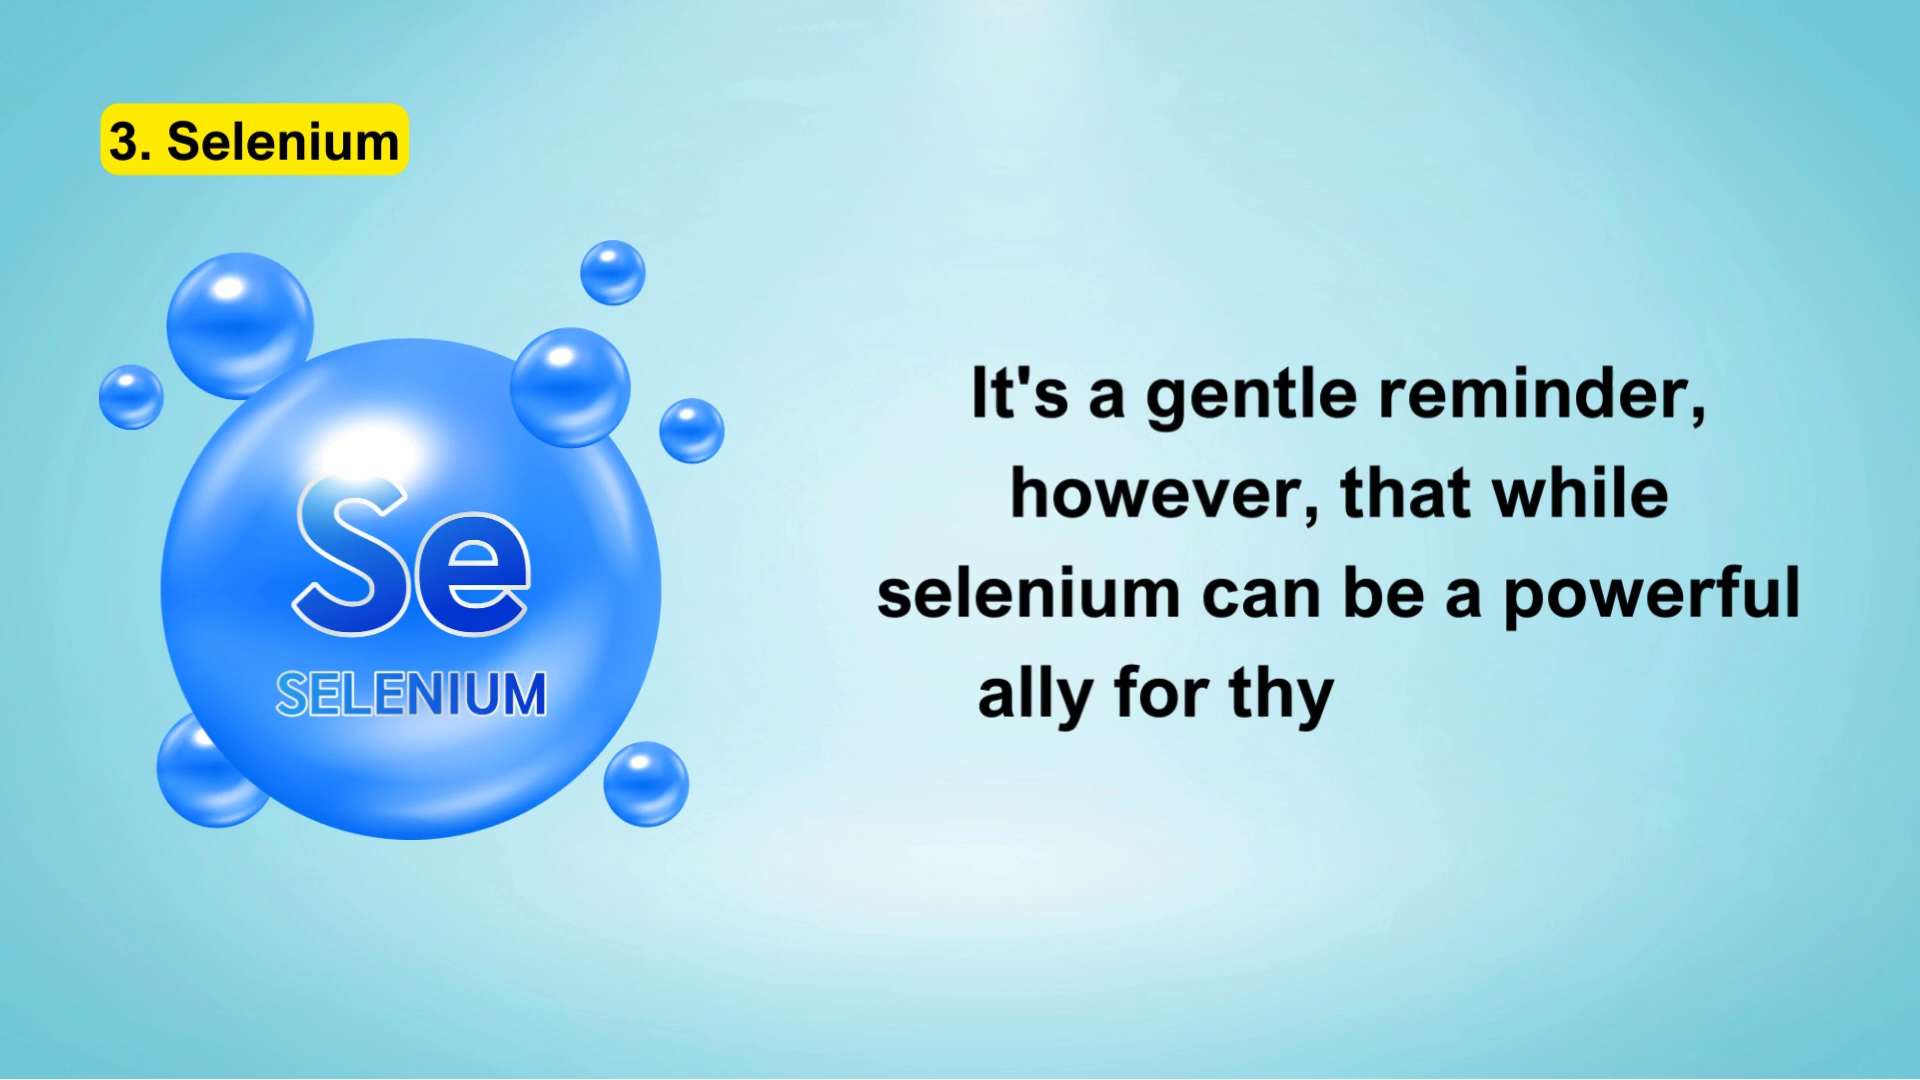 3. Selenium
Se
SELENIUM
It's a gentle reminder,
however, that while
selenium can be a powerful
ally for thy